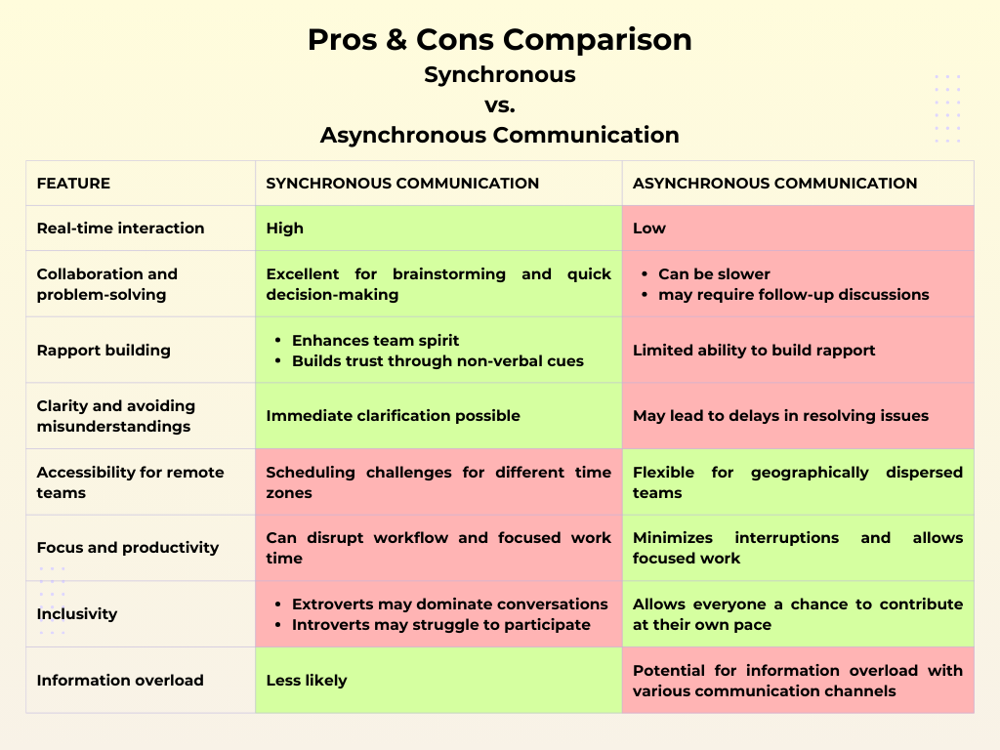 Pros & Cons Comparison
Synchronous
vs.
Asynchronous Communication
FEATURE
SYNCHRONOUS COMMUNICATION
ASYNCHRONOUS COMMUNICATION
Real-time interaction
High
Low
Collaboration and
problem-solving
Excellent for brainstorming and quick
decision-making
• Can be slower
• may require follow-up discussions
Rapport building
• Enhances team spirit
• Builds trust through non-verbal cues
Limited ability to build rapport
Clarity and avoiding
misunderstandings
Immediate clarification possible
May lead to delays in resolving issues
Accessibility for remote
teams
Scheduling challenges for different time
zones
Flexible for geographically dispersed
teams
Focus and productivity
Can disrupt workflow and focused work
time
Minimizes interruptions and allows
focused work
Inclusivity
• Extroverts may dominate conversations
• Introverts may struggle to participate
Allows everyone a chance to contribute
at their own pace
Information overload
Less likely
Potential for information overload with
various communication channels